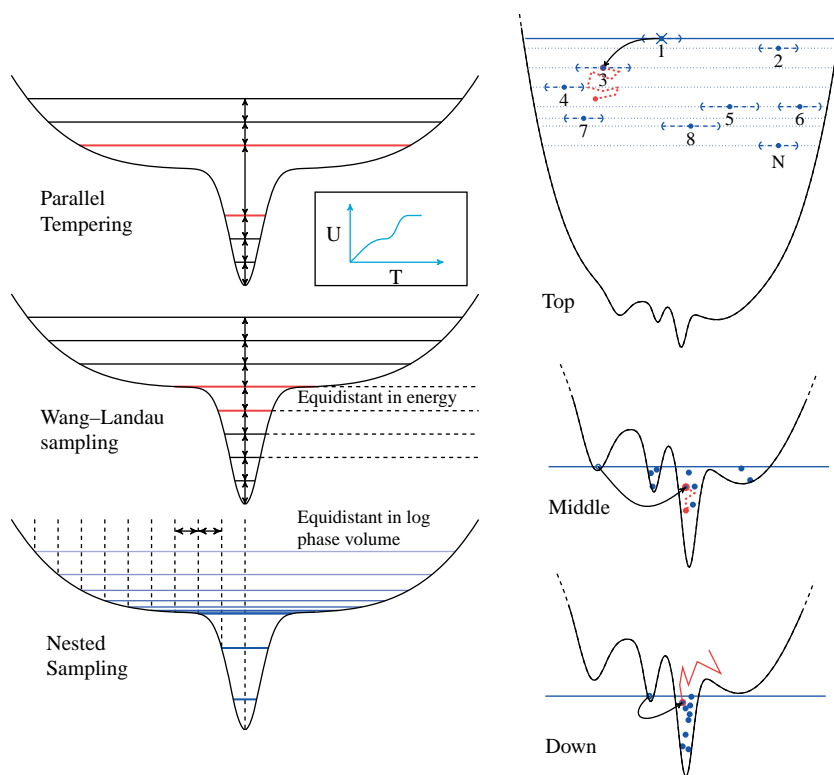 Parallel
Tempering
U
T
Wang–Landau
sampling
Equidistant in energy
Equidistant in log
phase volume
Nested
Sampling
1
2
3
4
5
6
7
8
N
Top
Middle
Down